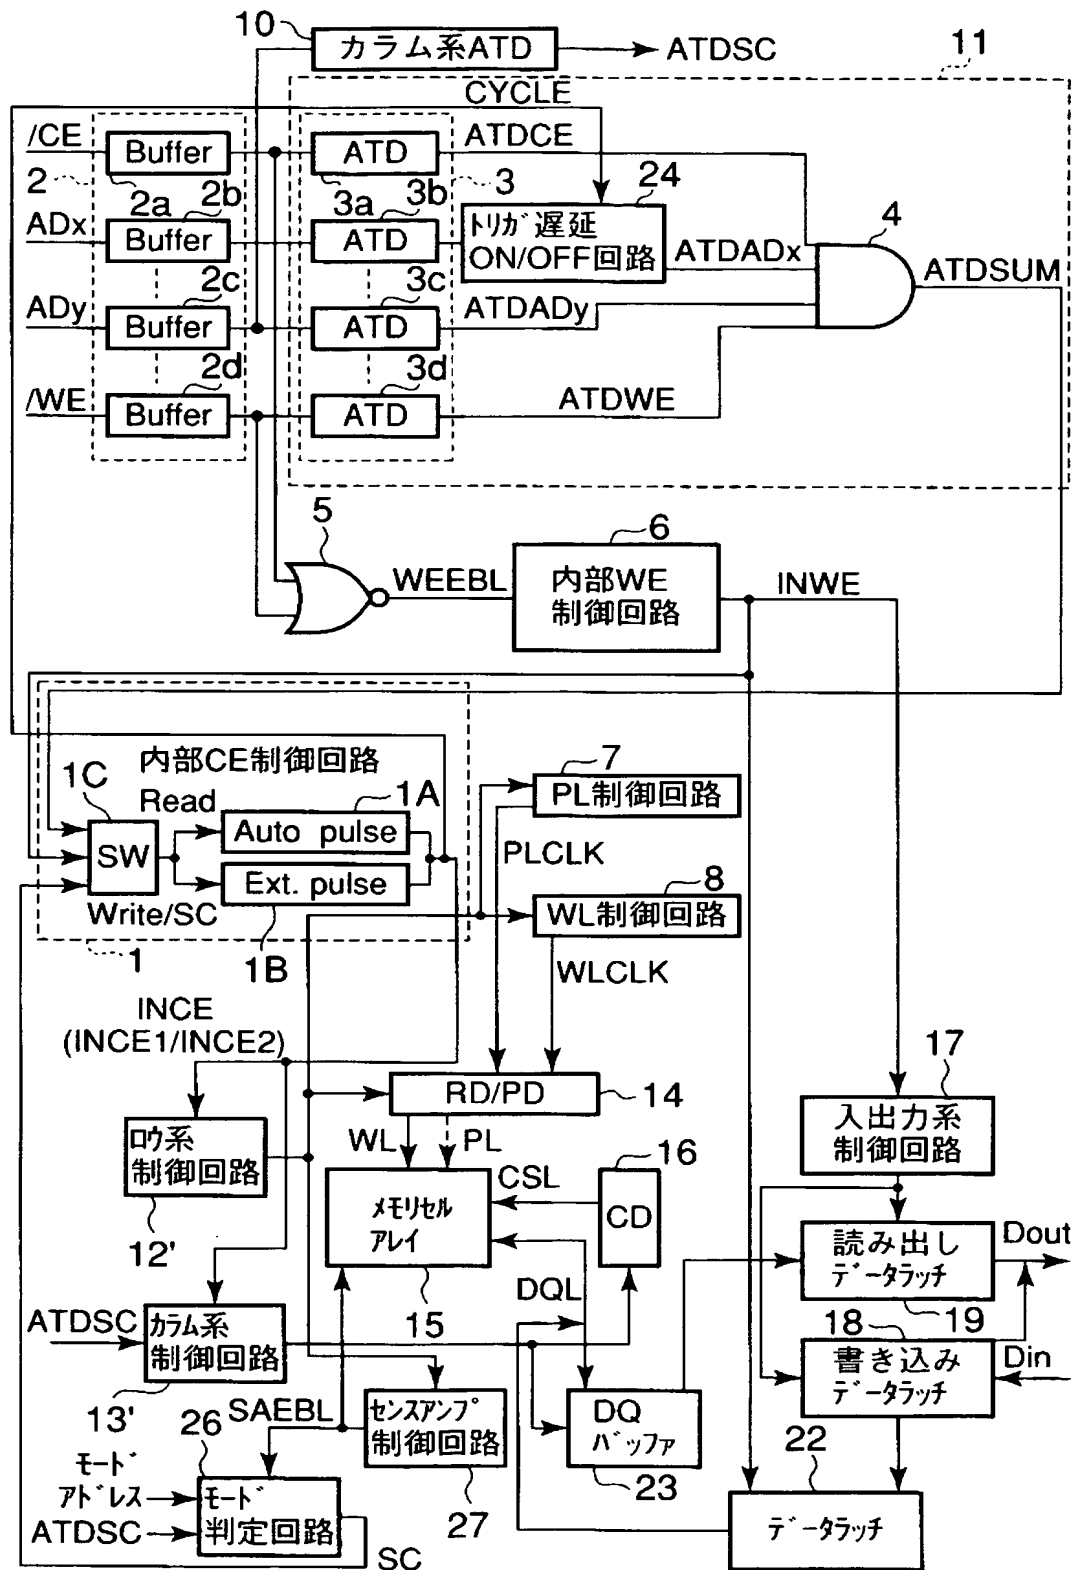 10
カラム系ATD
ATDSC
11
CYCLE
/CE
Buffer
ATD
ATDCE
2
2a
2b
3a
3b
3
24
4
ADx
Buffer
ATD
トリガ遅延
ON/OFF回路
ATDADx
ATDSUM
2c
3c
ADy
Buffer
ATD
ATDADy
2d
3d
/WE
Buffer
ATD
ATDWE
5
6
WEEBL
内部WE
制御回路
INWE
内部CE制御回路
1C
Read
1A
7
PL制御回路
SW
Auto pulse
PLCLK
Ext. pulse
8
WL制御回路
Write/SC
1
1B
WLCLK
INCE
(INCE1/INCE2)
17
RD/PD
14
入出力系
制御回路
WL
PL
16
ロウ系
制御回路
CSL
CD
メモリセル
アレイ
12'
読み出し
データラッチ
Dout
DQL
ATDSC
カラム系
制御回路
15
18
19
書き込み
データラッチ
Din
13'
SAEBL
センスアンプ
制御回路
DQ
バッファ
26
22
モード
アドレス
モード
判定回路
27
23
ATDSC
データラッチ
SC